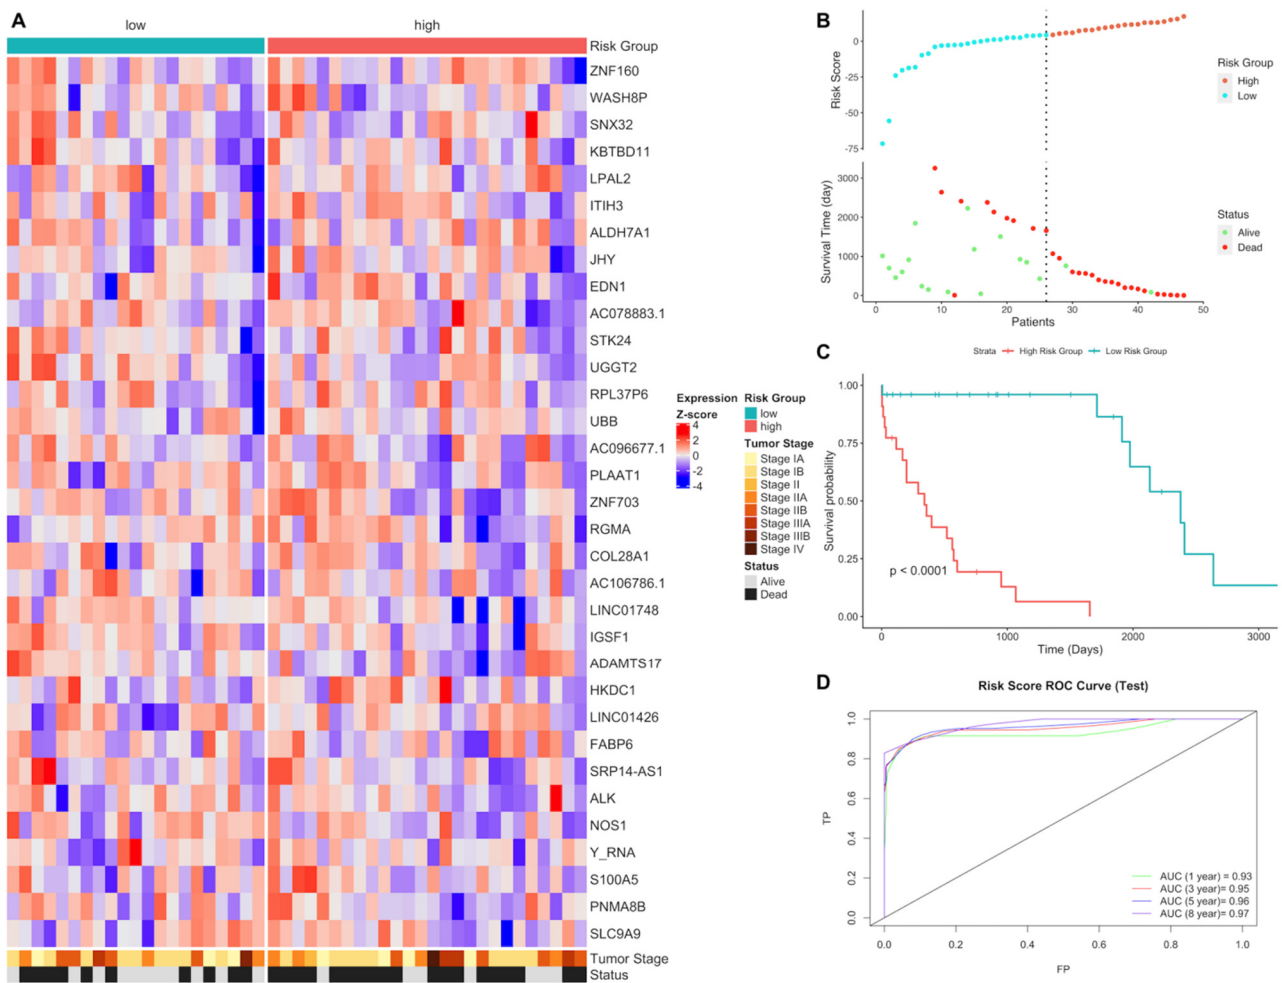 A
low
high
Risk Group
ZNF160
WASH8P
SNX32
KBTBD11
LPAL2
ITIH3
ALDH7A1
JHY
EDN1
AC078883.1
STK24
UGGT2
RPL37P6
UBB
AC096677.1
PLAAT1
ZNF703
RGMA
COL28A1
AC106786.1
LINC01748
IGSF1
ADAMTS17
HKDC1
LINC01426
FABP6
SRP14-AS1
ALK
NOS1
Y_RNA
S100A5
PNMA8B
SLC9A9
Tumor Stage
Status
Expression
Z-score
4
2
0
-2
-4
Risk Group
low
high
Tumor Stage
Stage IA
Stage IB
Stage II
Stage IIA
Stage IIB
Stage IIIA
Stage IIIB
Stage IV
Status
Alive
Dead
B
Risk Score
0
-25
-50
-75
Risk Group
High
Low
Survival Time (day)
3000
2000
1000
0
Status
Alive
Dead
0
10
20
30
40
50
Patients
C
Strata
High Risk Group
Low Risk Group
Survival probability
1.00
0.75
0.50
0.25
0.00
p < 0.0001
0
1000
2000
3000
Time (Days)
D
Risk Score ROC Curve (Test)
TP
1.0
0.8
0.6
0.4
0.2
0.0
AUC (1 year) = 0.93
AUC (3 year) = 0.95
AUC (5 year)= 0.96
AUC (8 year)= 0.97
0.0
0.2
0.4
0.6
0.8
1.0
FP